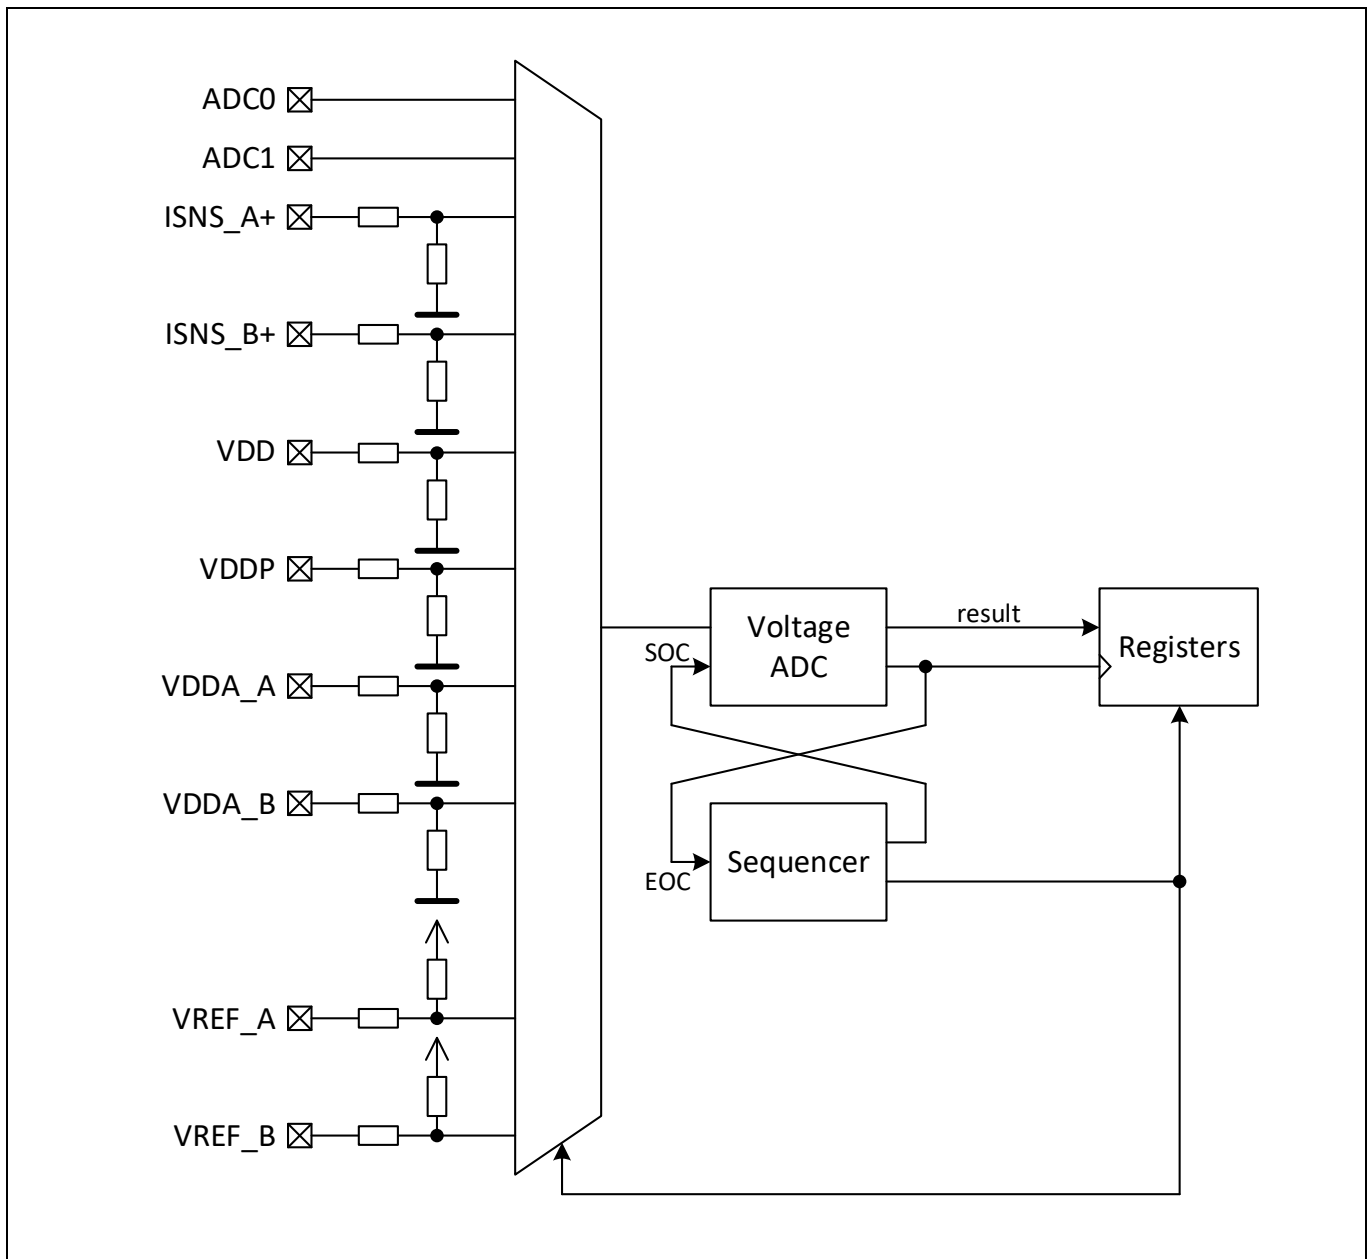 ADC0
ADC1
ISNS_A+
ISNS_B+
VDD
VDDP
VDDA_A
VDDA_B
VREF_A
VREF_B
SOC
Voltage
ADC
result
Registers
EOC
Sequencer